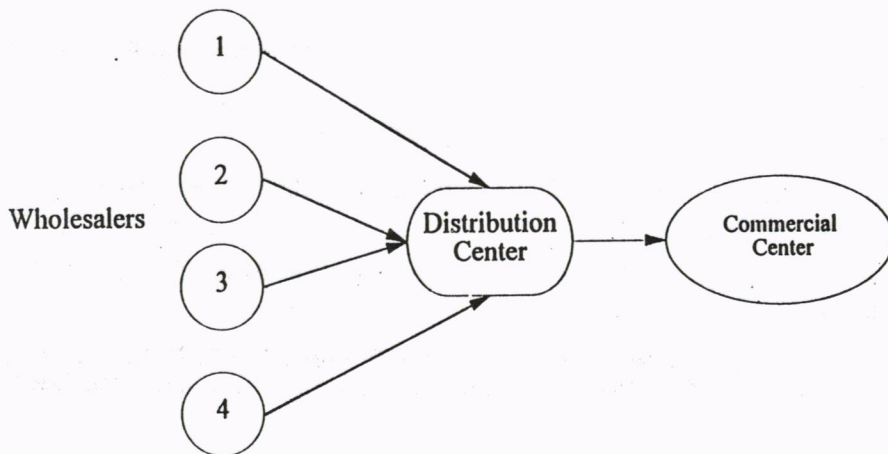 1
2
Wholesalers
3
4
Distribution
Center
Commercial
Center